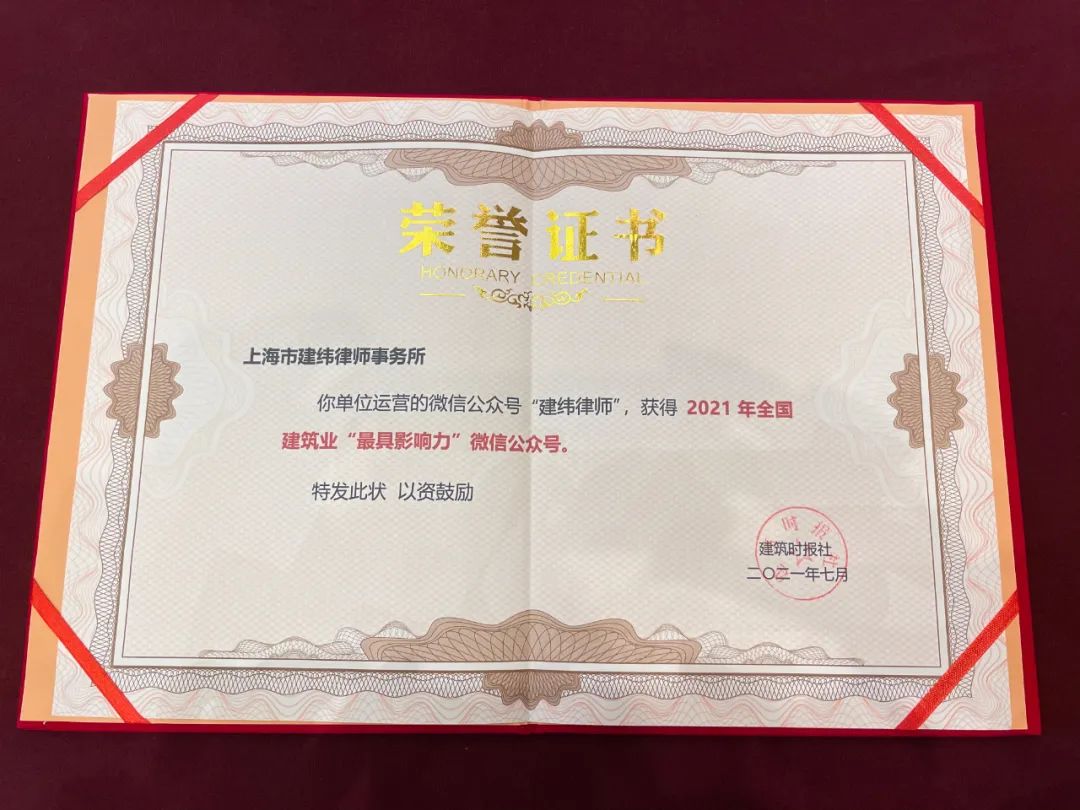 荣誉证书
HONORARY CREDENTIAL
上海市建纬律师事务所
你单位运营的微信公众号“建纬律师”，获得 2021 年全国
建筑业“最具影响力”微信公众号。
特发此状 以资鼓励
时报
建筑时报社
二〇二一年七月